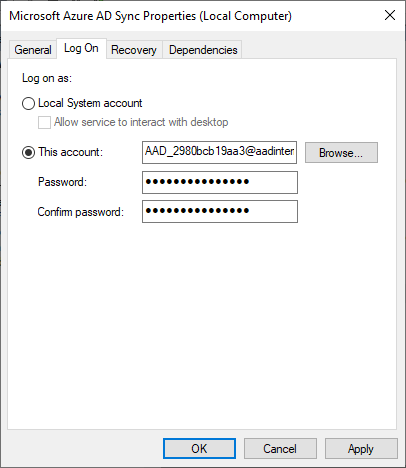 Microsoft Azure AD Sync Properties (Local Computer)
General Log On Recovery Dependencies
Log on as:
Local System account
Allow service to interact with desktop
This account: AAD_2980bcb19aa3@aadinter Browse...
Password: •••••••••••••••
Confirm password: •••••••••••••••
OK Cancel Apply